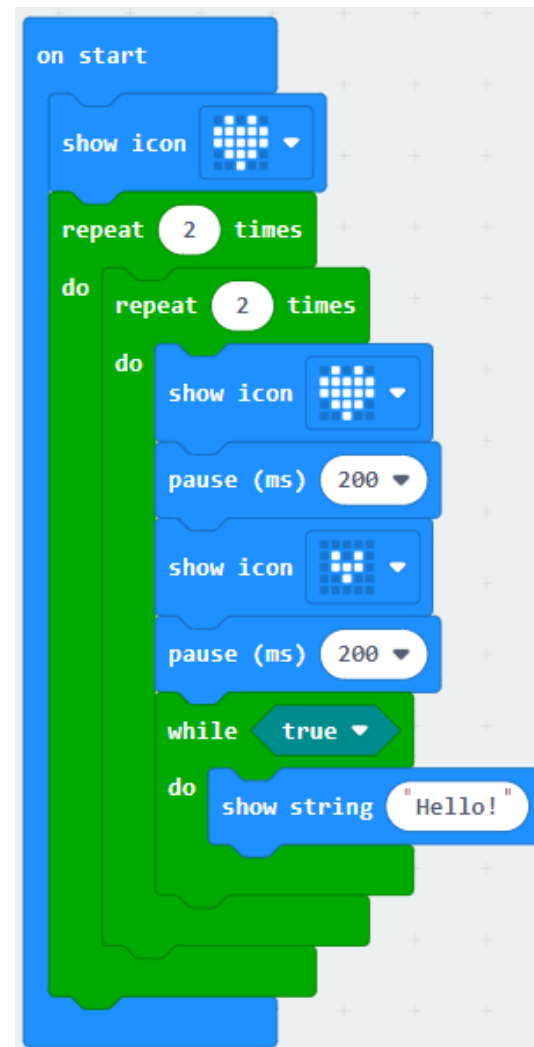 on start
show icon
repeat 2 times
do
repeat 2 times
do
show icon
pause (ms) 200
show icon
pause (ms) 200
while true
do
show string "Hello!"